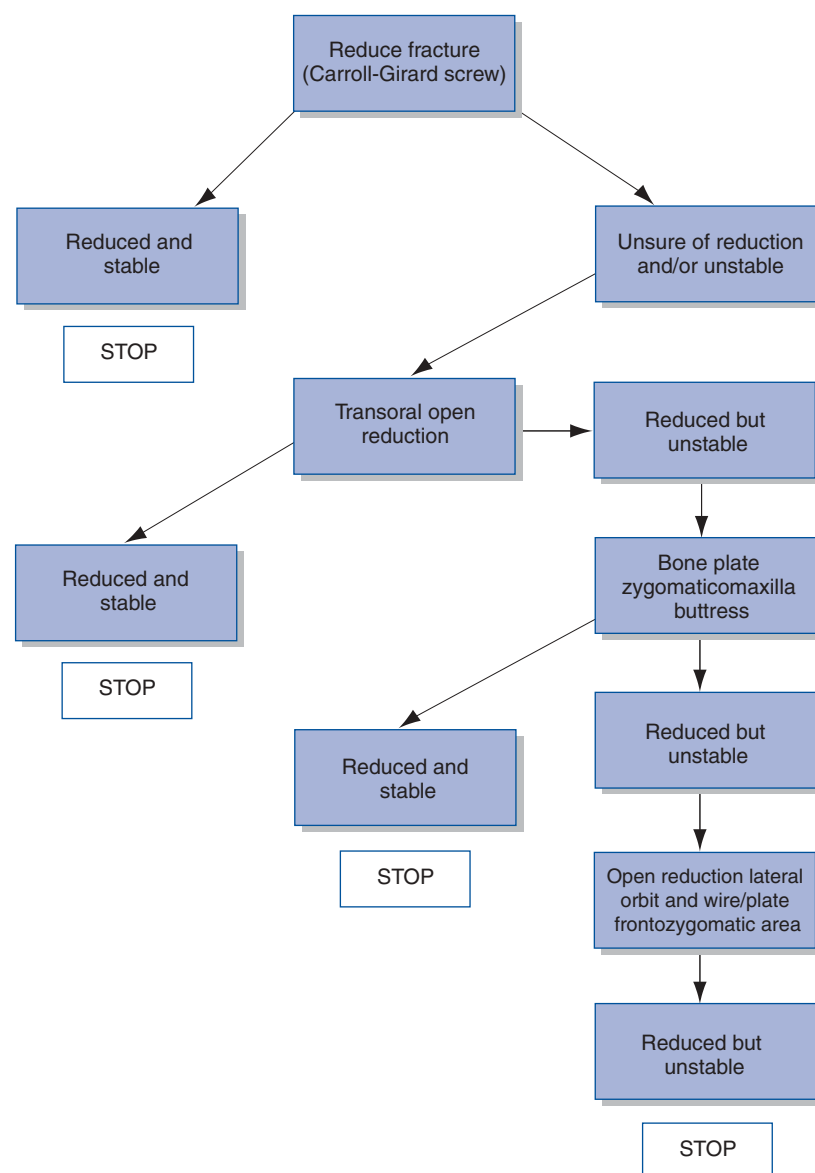 Reduce fracture
(Carroll-Girard screw)
Reduced and
stable
STOP
Unsure of reduction
and/or unstable
Transoral open
reduction
Reduced but
unstable
Reduced and
stable
STOP
Bone plate
zygomaticomaxilla
buttress
Reduced and
stable
STOP
Reduced but
unstable
Open reduction lateral
orbit and wire/plate
frontozygomatic area
Reduced but
unstable
STOP